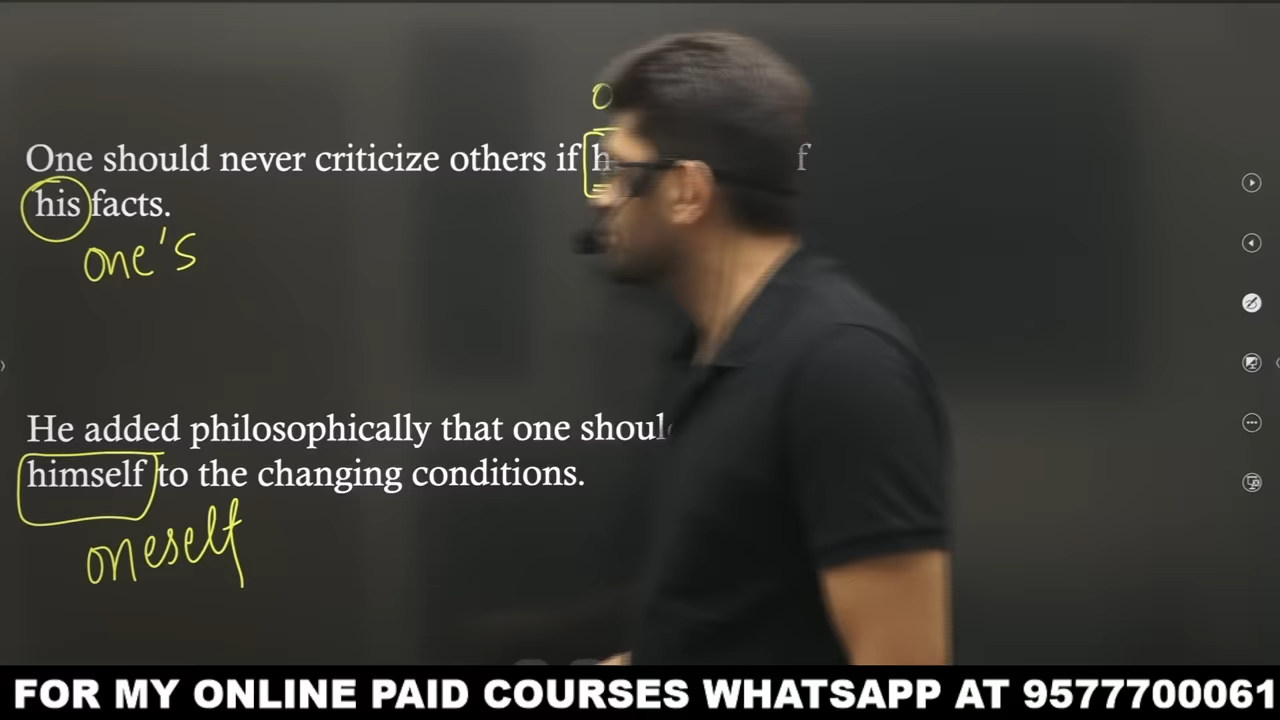 One should never criticize others if
his facts.
one's
He added philosophically that one
himself to the changing conditions.
oneself
FOR MY ONLINE PAID COURSES WHATSAPP AT 9577700061